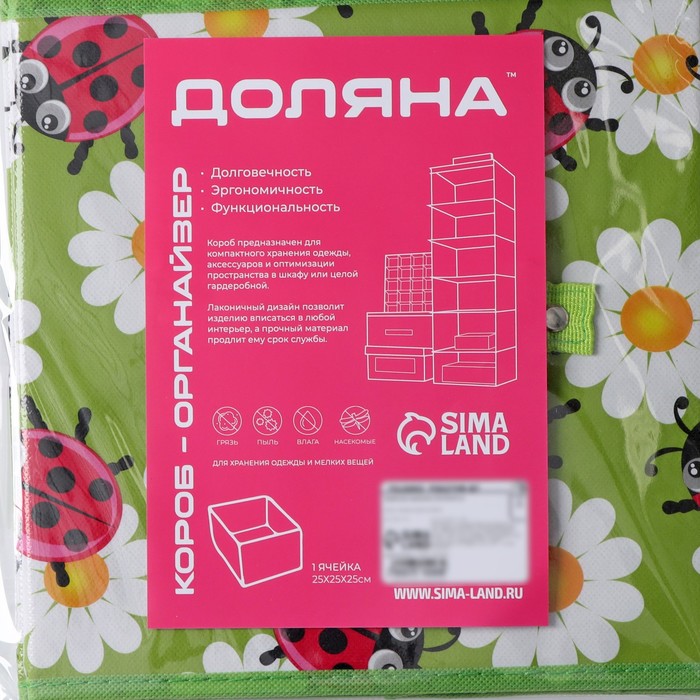 ДОЛЯНА™
КОРОБ - ОРГАНАЙЗЕР
· Долговечность
· Эргономичность
· Функциональность
Короб предназначен для
компактного хранения одежды,
аксессуаров и оптимизации
пространства в шкафу или целой
гардеробной.
Лаконичный дизайн позволит
изделию вписаться в любой
интерьер, а прочный материал
продлит ему срок службы.
ГРЯЗЬ ПЫЛЬ ВЛАГА НАСЕКОМЫЕ
SIMA
LAND
ДЛЯ ХРАНЕНИЯ ОДЕЖДЫ И МЕЛКИХ ВЕЩЕЙ
1 ЯЧЕЙКА
25Х25Х25см
WWW.SIMA-LAND.RU